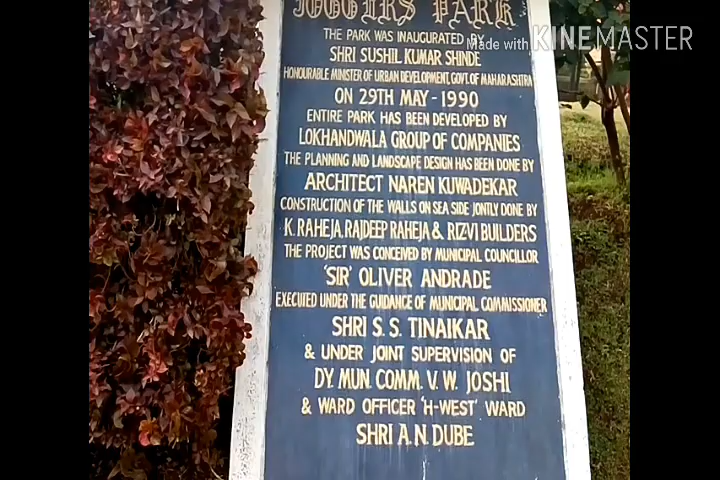 JOGGERS PARK
THE PARK WAS INAUGURATED BY
SHRI SUSHIL KUMAR SHINDE
HONOURABLE MINISTER OF URBAN DEVELOPMENT, GOVT. OF MAHARASHTRA
ON 29TH MAY - 1990
ENTIRE PARK HAS BEEN DEVELOPED BY
LOKHANDWALA GROUP OF COMPANIES
THE PLANNING AND LANDSCAPE DESIGN HAS BEEN DONE BY
ARCHITECT NAREN KUWADEKAR
CONSTRUCTION OF THE WALLS ON SEA SIDE JONTLY DONE BY
K. RAHEJA, RAJDEEP RAHEJA & RIZVI BUILDERS
THE PROJECT WAS CONCEIVED BY MUNICIPAL COUNCILLOR
'SIR' OLIVER ANDRADE
EXECUTED UNDER THE GUIDANCE OF MUNICIPAL COMMISSIONER
SHRI S. S. TINAIKAR
& UNDER JOINT SUPERVISION OF
DY. MUN. COMM. V. W. JOSHI
& WARD OFFICER 'H-WEST' WARD
SHRI A. N. DUBE
Made with KINEMASTER